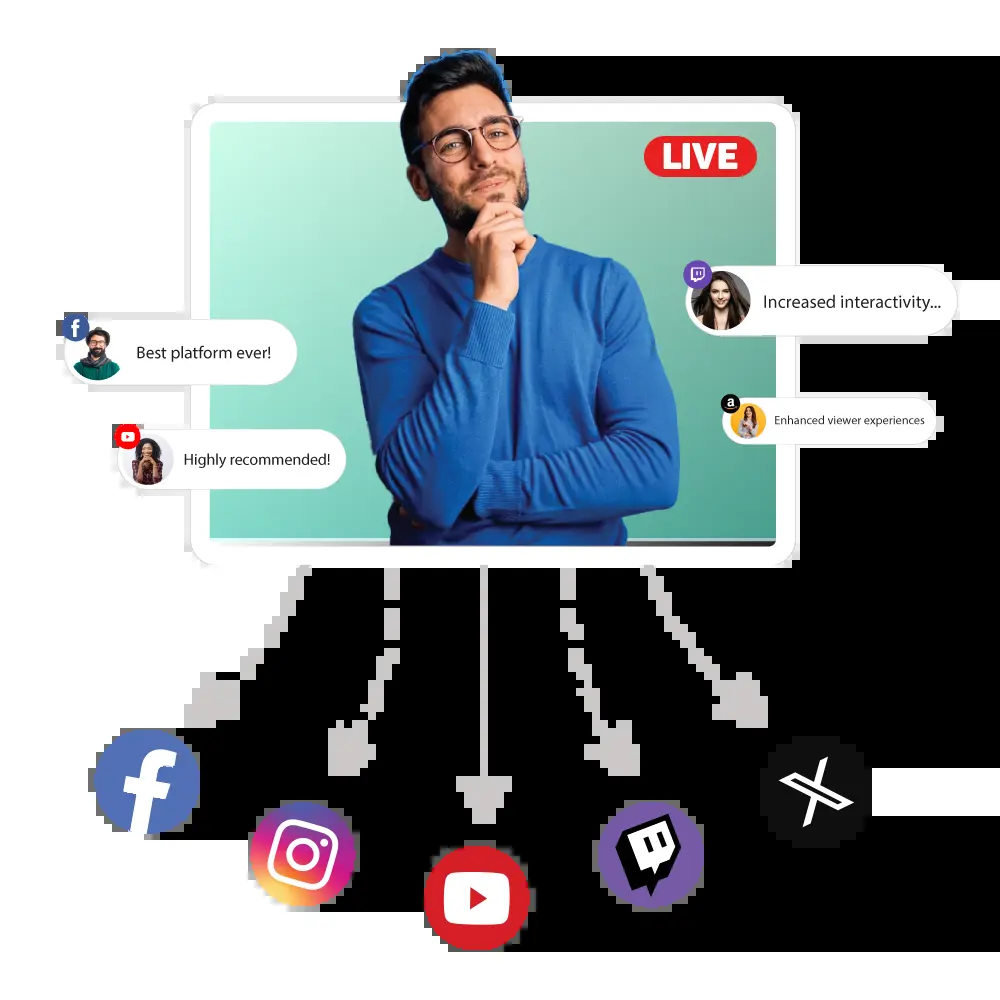 LIVE
Increased interactivity...
Best platform ever!
Enhanced viewer experiences
Highly recommended!